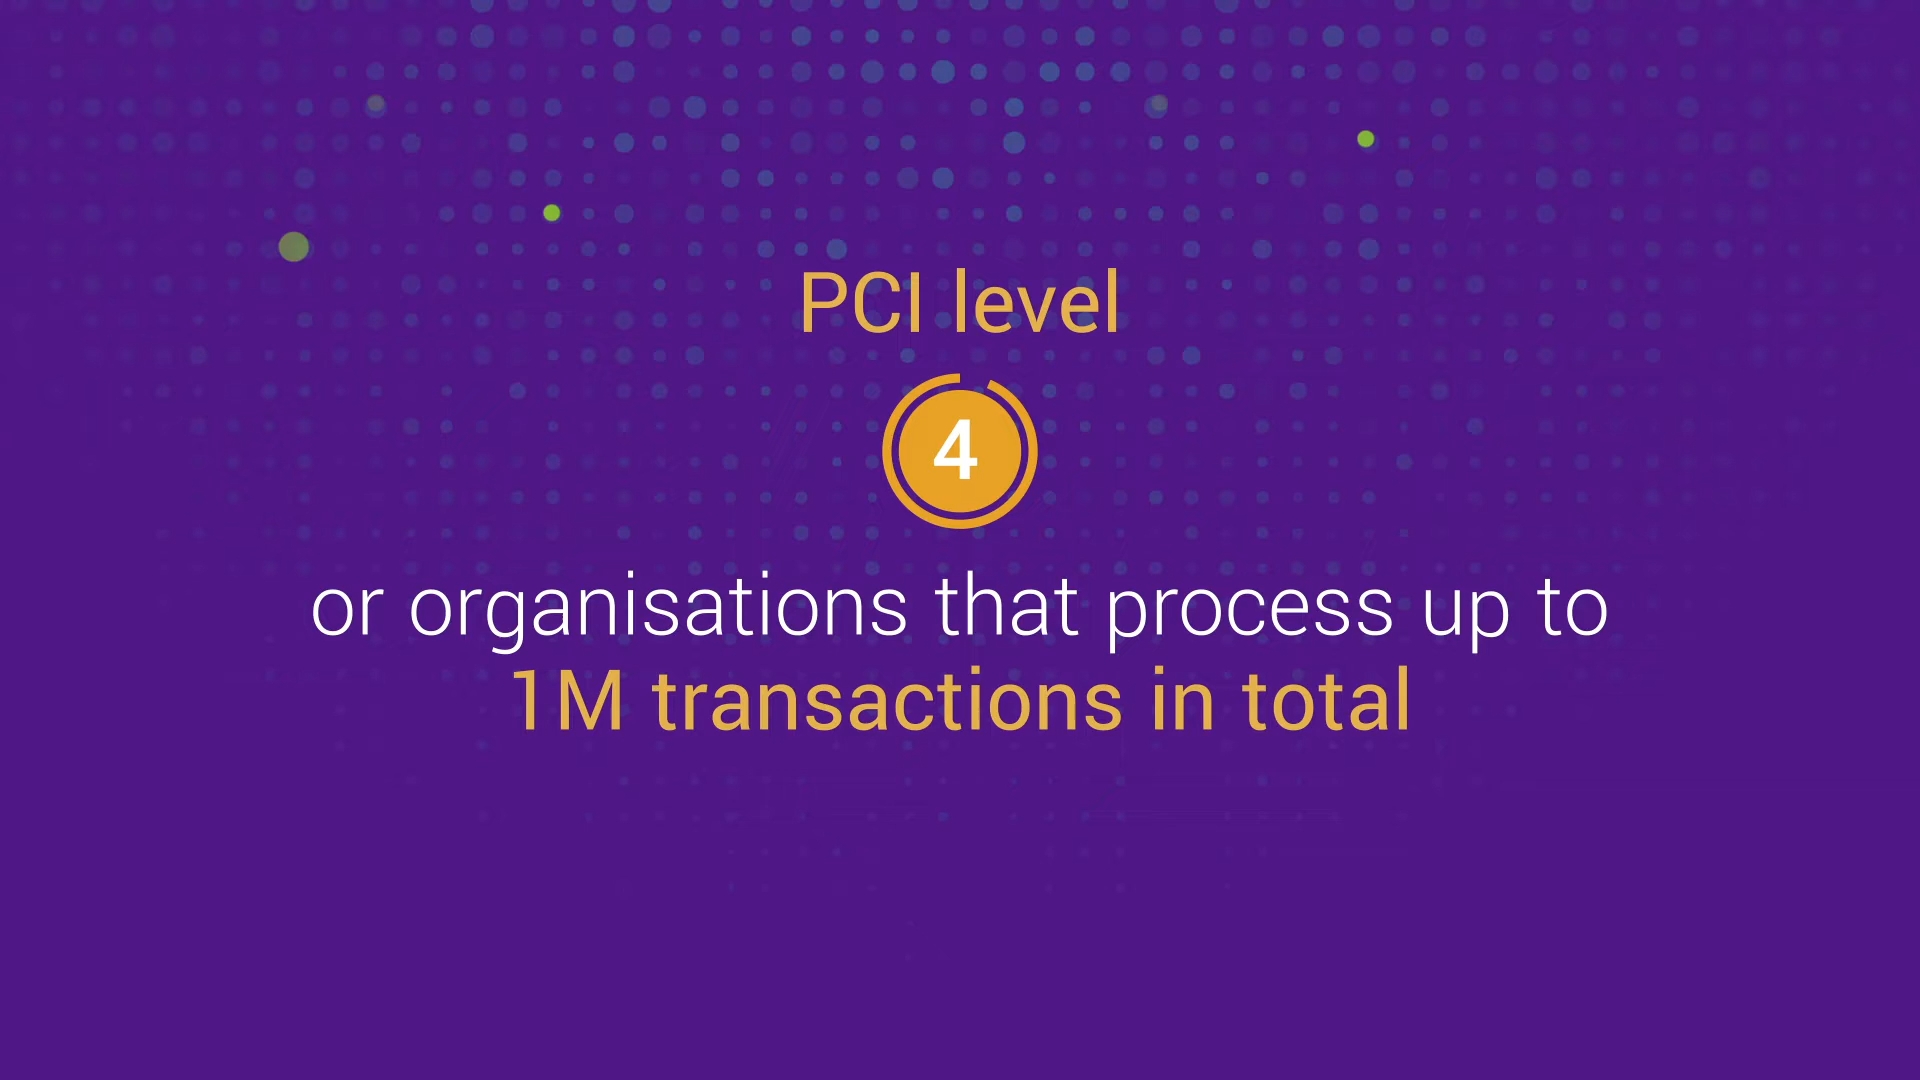 PCI level
4
or organisations that process up to
1M transactions in total